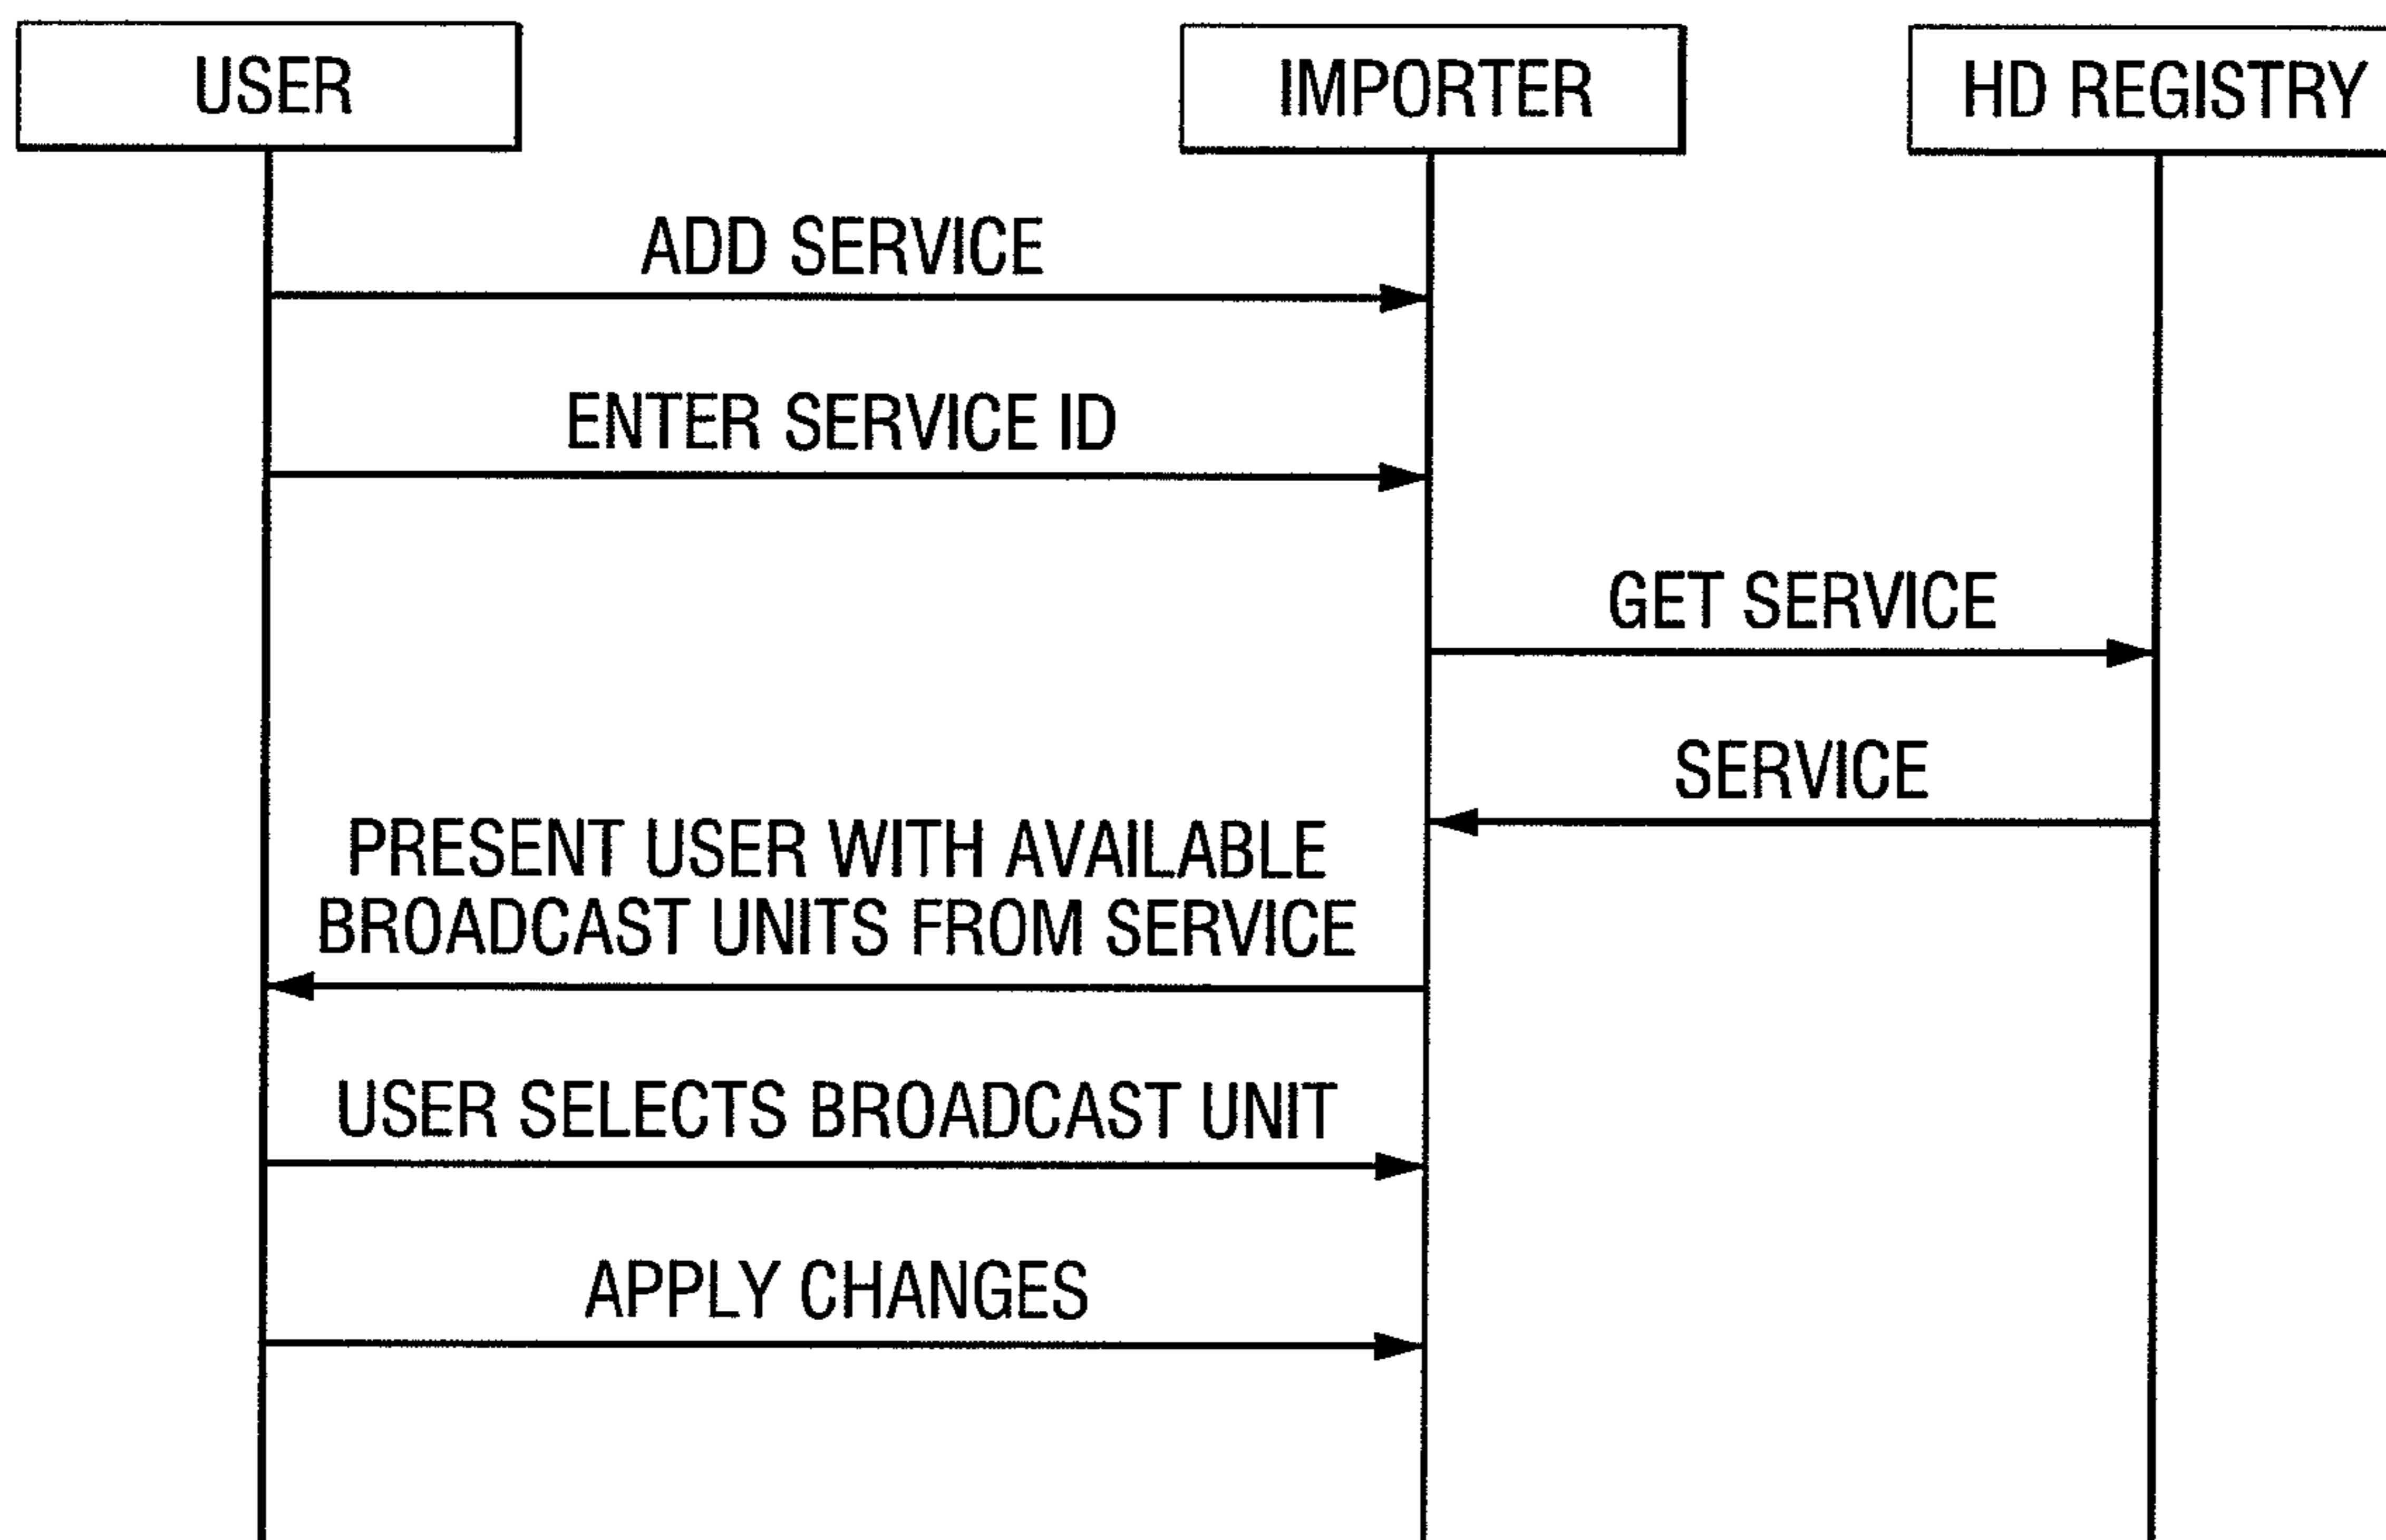 USER
IMPORTER
HD REGISTRY
ADD SERVICE
ENTER SERVICE ID
GET SERVICE
SERVICE
PRESENT USER WITH AVAILABLE
BROADCAST UNITS FROM SERVICE
USER SELECTS BROADCAST UNIT
APPLY CHANGES